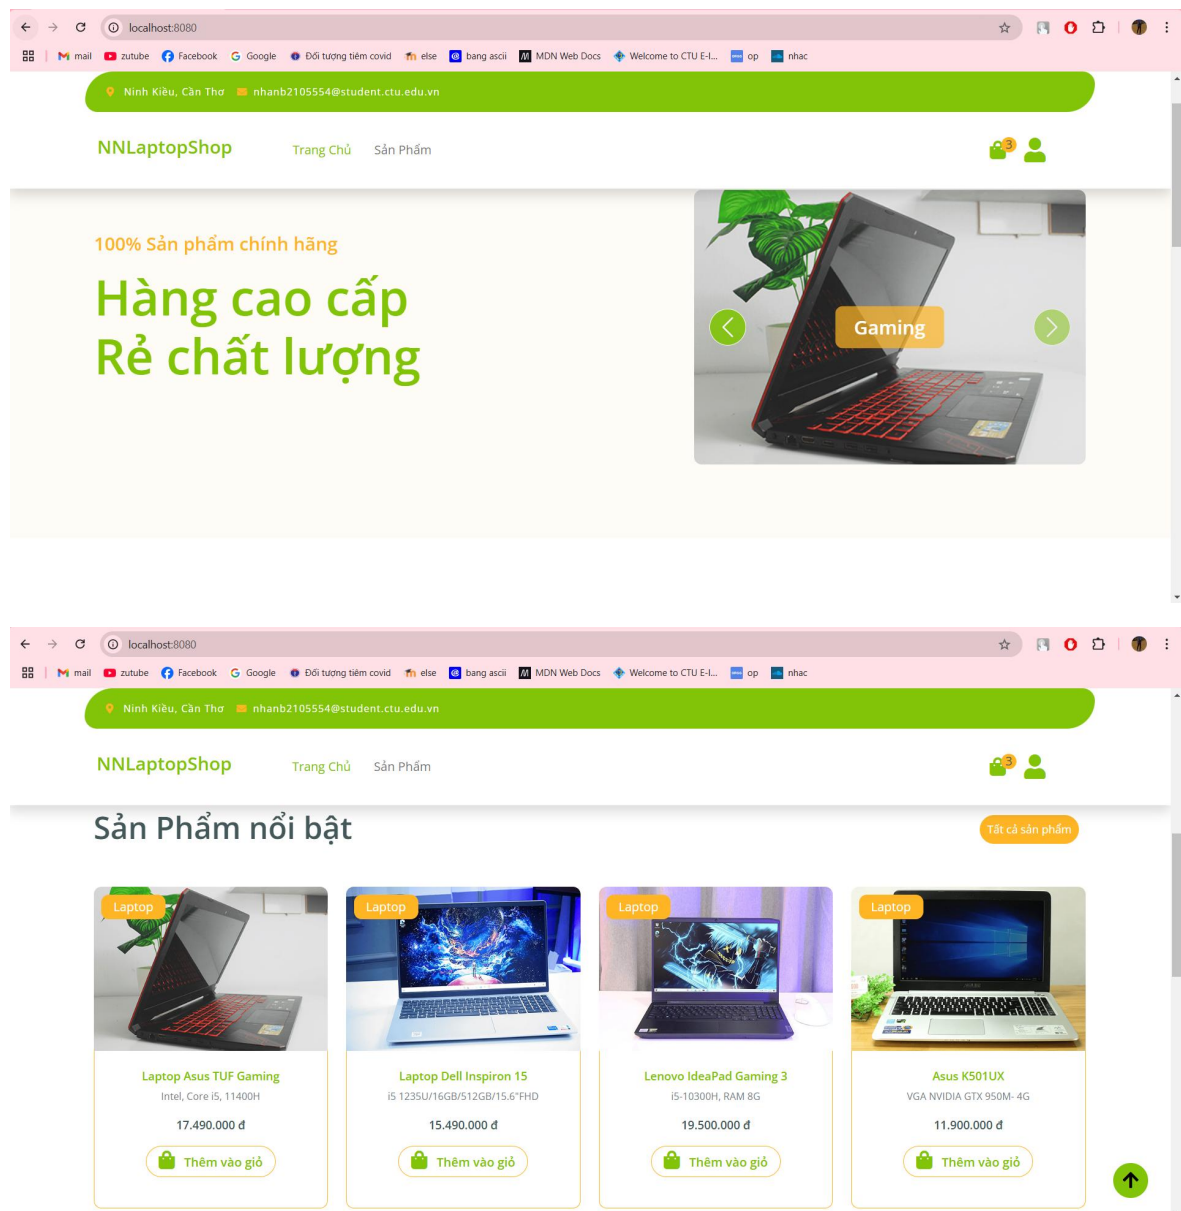 localhost:8080
mail zutube Facebook Google Đối tượng tiêm covid else bang ascii MDN Web Docs Welcome to CTU E-l... op nhac
Ninh Kiều, Cần Thơ nhanb2105554@student.ctu.edu.vn
NNLaptopShop Trang Chủ Sản Phẩm 3
100% Sản phẩm chính hãng
Hàng cao cấp
Rẻ chất lượng
Gaming
localhost:8080
mail zutube Facebook Google Đối tượng tiêm covid else bang ascii MDN Web Docs Welcome to CTU E-l... op nhac
Ninh Kiều, Cần Thơ nhanb2105554@student.ctu.edu.vn
NNLaptopShop Trang Chủ Sản Phẩm 3
Sản Phẩm nổi bật Tất cả sản phẩm
Laptop Laptop Laptop Laptop
Laptop Asus TUF Gaming Laptop Dell Inspiron 15 Lenovo IdeaPad Gaming 3 Asus K501UX
Intel, Core i5, 11400H i5 1235U/16GB/512GB/15.6"FHD i5-10300H, RAM 8G VGA NVIDIA GTX 950M- 4G
17.490.000 đ 15.490.000 đ 19.500.000 đ 11.900.000 đ
Thêm vào giỏ Thêm vào giỏ Thêm vào giỏ Thêm vào giỏ